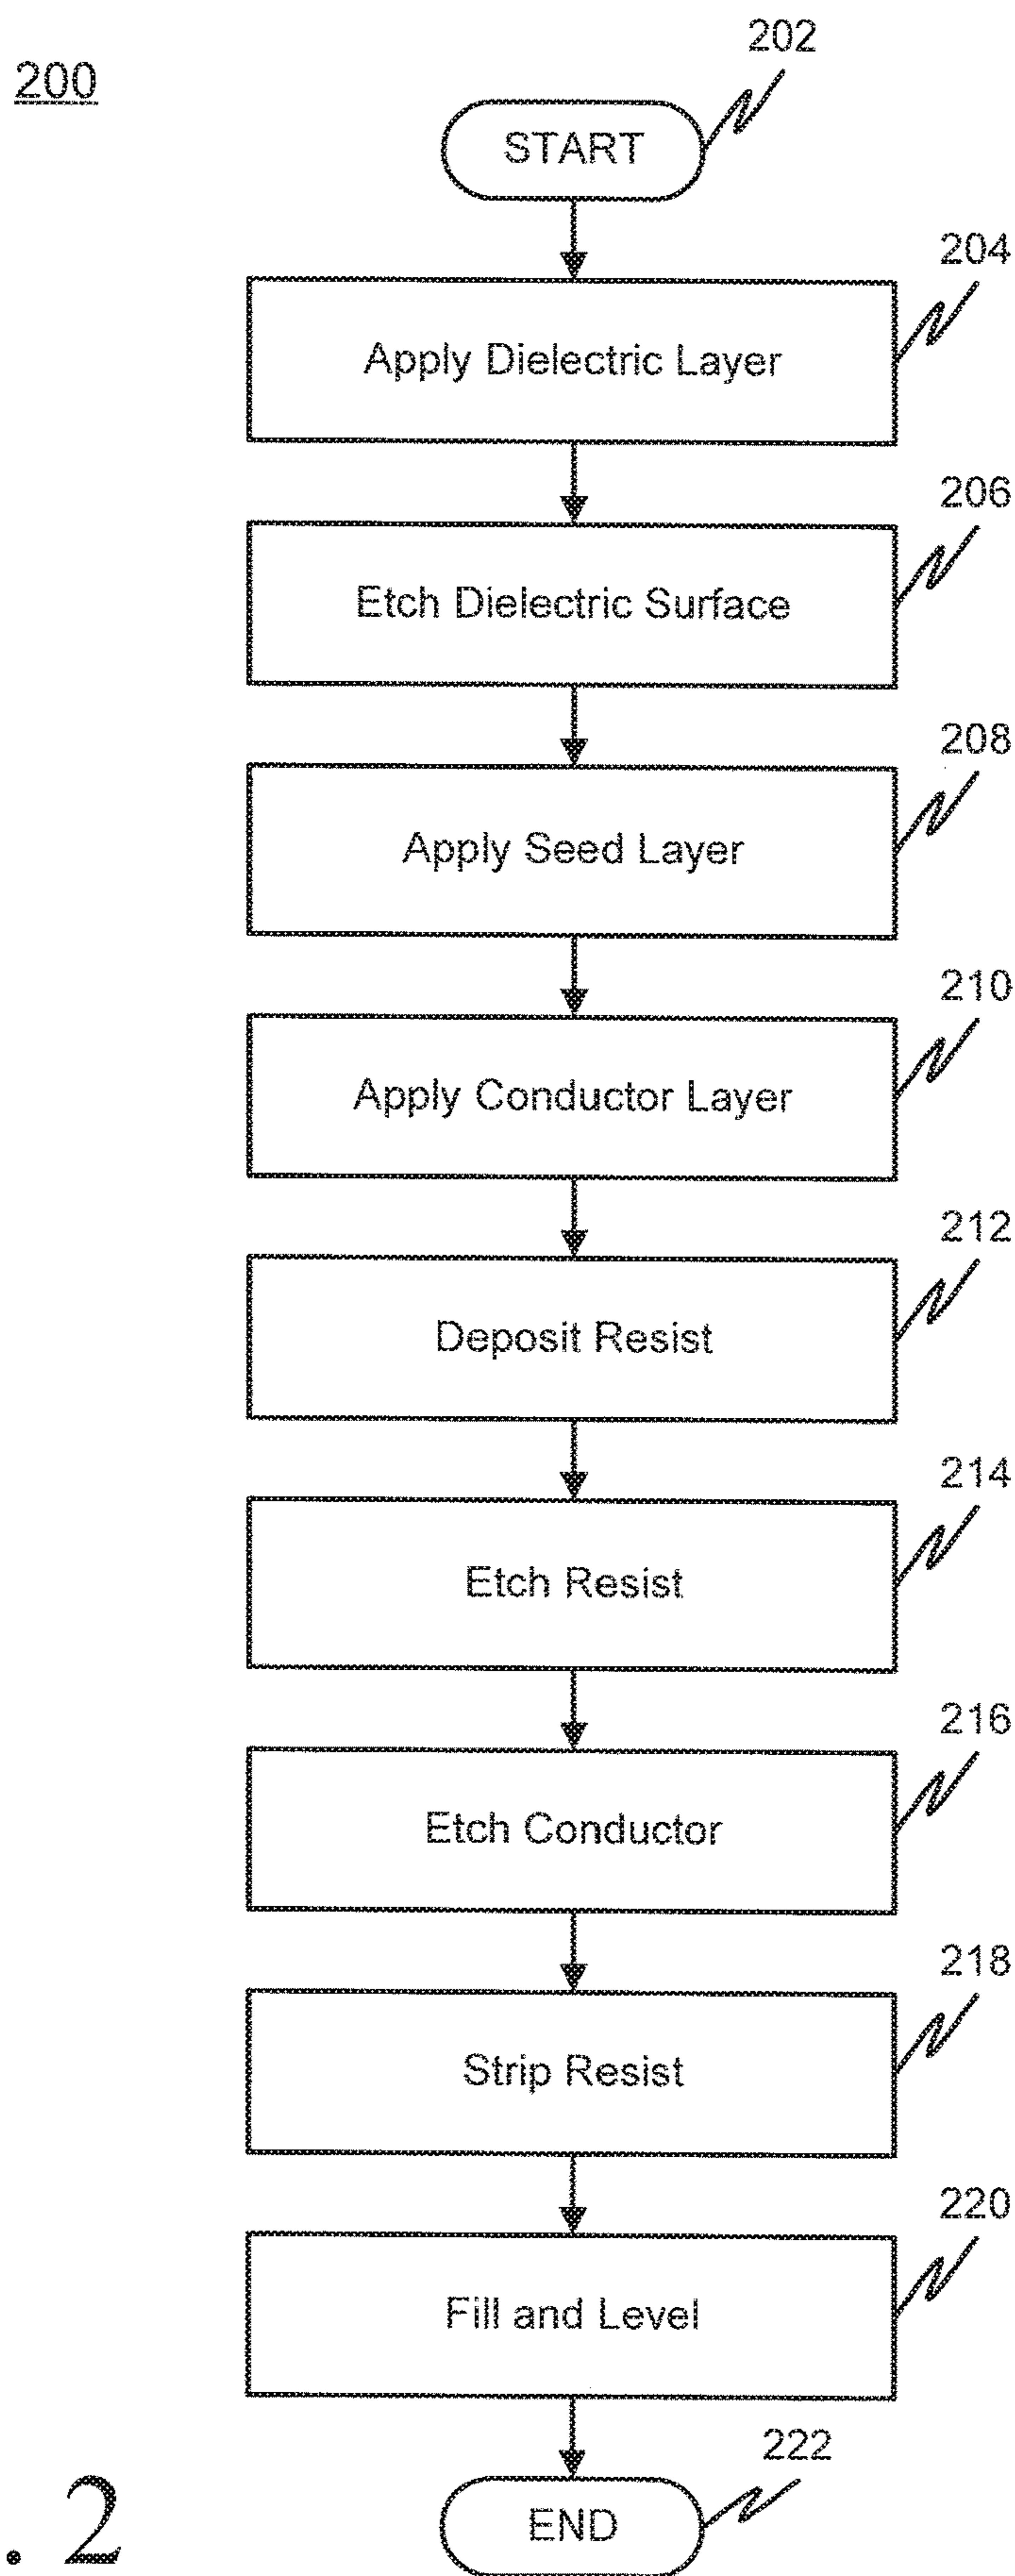 200
202
START
204
Apply Dielectric Layer
206
Etch Dielectric Surface
208
Apply Seed Layer
210
Apply Conductor Layer
212
Deposit Resist
214
Etch Resist
216
Etch Conductor
218
Strip Resist
220
Fill and Level
222
END
. 2